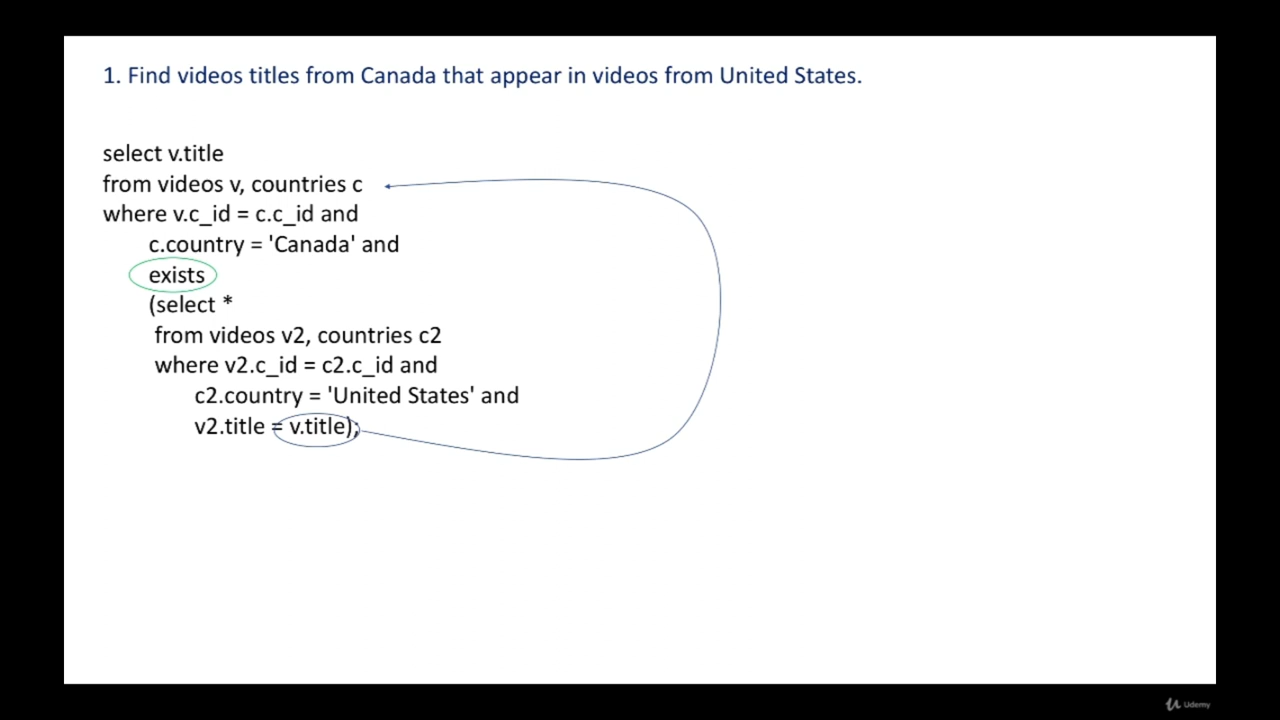 1. Find videos titles from Canada that appear in videos from United States.
select v.title
from videos v, countries c
where v.c_id = c.c_id and
c.country = 'Canada' and
exists
(select *
from videos v2, countries c2
where v2.c_id = c2.c_id and
c2.country = 'United States' and
v2.title = v.title);
Udemy